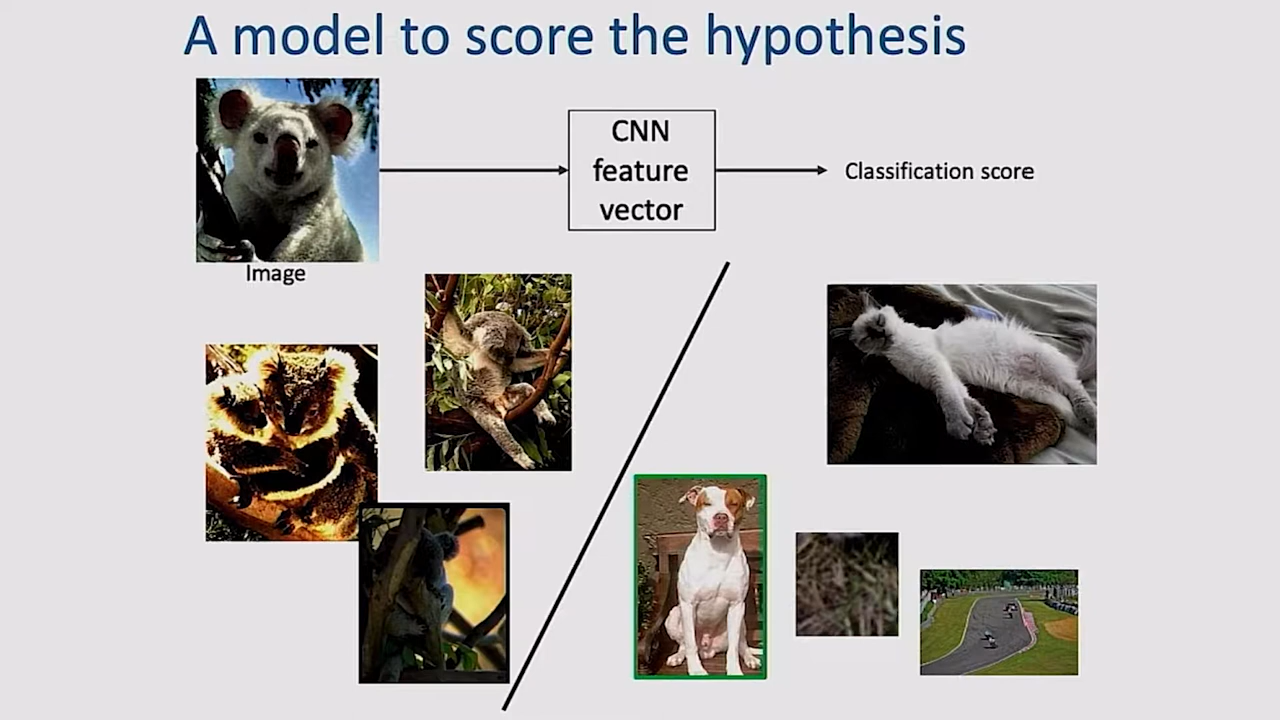 A model to score the hypothesis
CNN
feature
vector
Classification score
Image